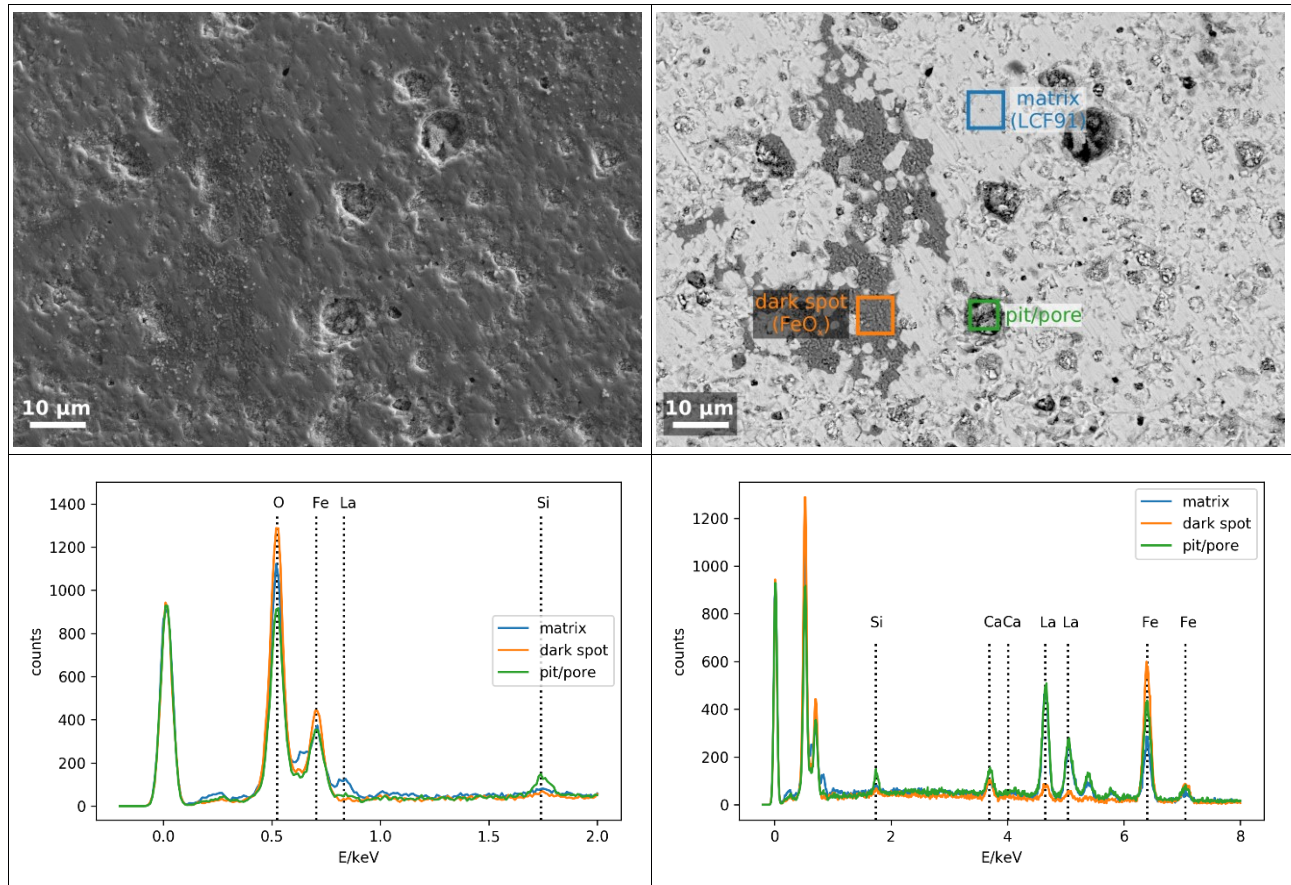 10 µm
matrix
(LCF91)
dark spot
(FeOx)
pit/pore
10 µm
1400
1200
1000
800
600
400
200
0
counts
O
Fe
La
Si
matrix
dark spot
pit/pore
0.0
0.5
1.0
1.5
2.0
E/keV
1200
1000
800
600
400
200
0
counts
Si
Ca
Ca
La
La
Fe
Fe
matrix
dark spot
pit/pore
0
2
4
6
8
E/keV